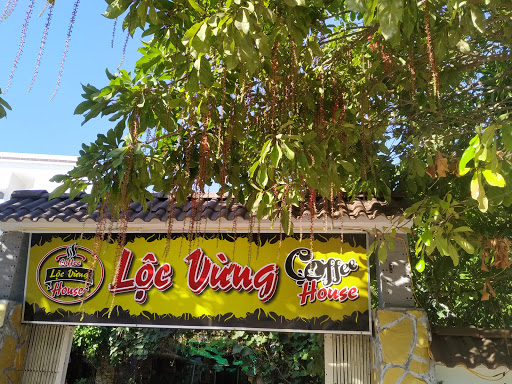 Coffee
Lộc Vừng
House
Lộc Vừng
Coffee
House